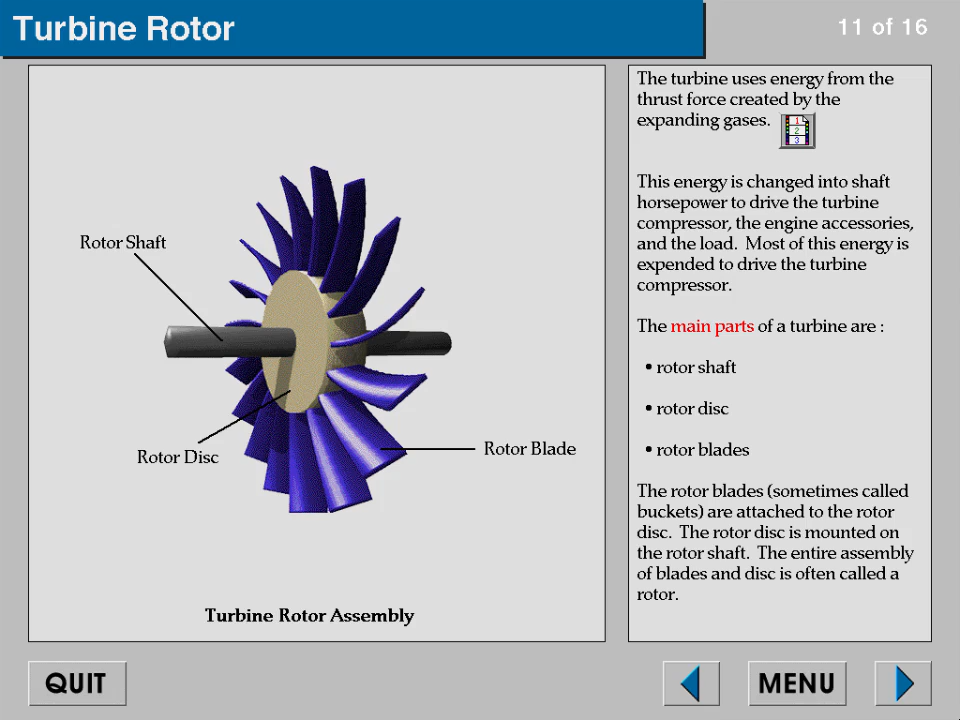 Turbine Rotor
11 of 16
Rotor Shaft
Rotor Disc
Rotor Blade
Turbine Rotor Assembly
The turbine uses energy from the
thrust force created by the
expanding gases.
1
2
3
This energy is changed into shaft
horsepower to drive the turbine
compressor, the engine accessories,
and the load.  Most of this energy is
expended to drive the turbine
compressor.
The main parts of a turbine are :
• rotor shaft
• rotor disc
• rotor blades
The rotor blades (sometimes called
buckets) are attached to the rotor
disc.  The rotor disc is mounted on
the rotor shaft.  The entire assembly
of blades and disc is often called a
rotor.
QUIT
MENU